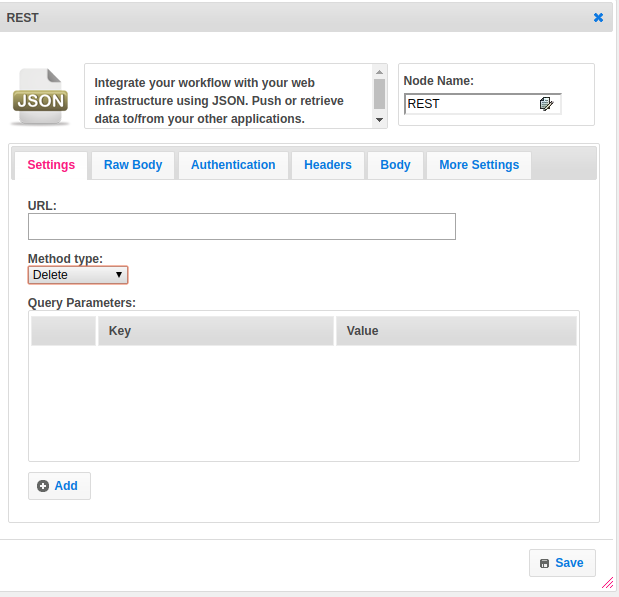 REST
JSON
Integrate your workflow with your web
infrastructure using JSON. Push or retrieve
data to/from your other applications.
Node Name:
REST
Settings Raw Body Authentication Headers Body More Settings
URL:
Method type:
Delete
Query Parameters:
Key Value
Add
Save